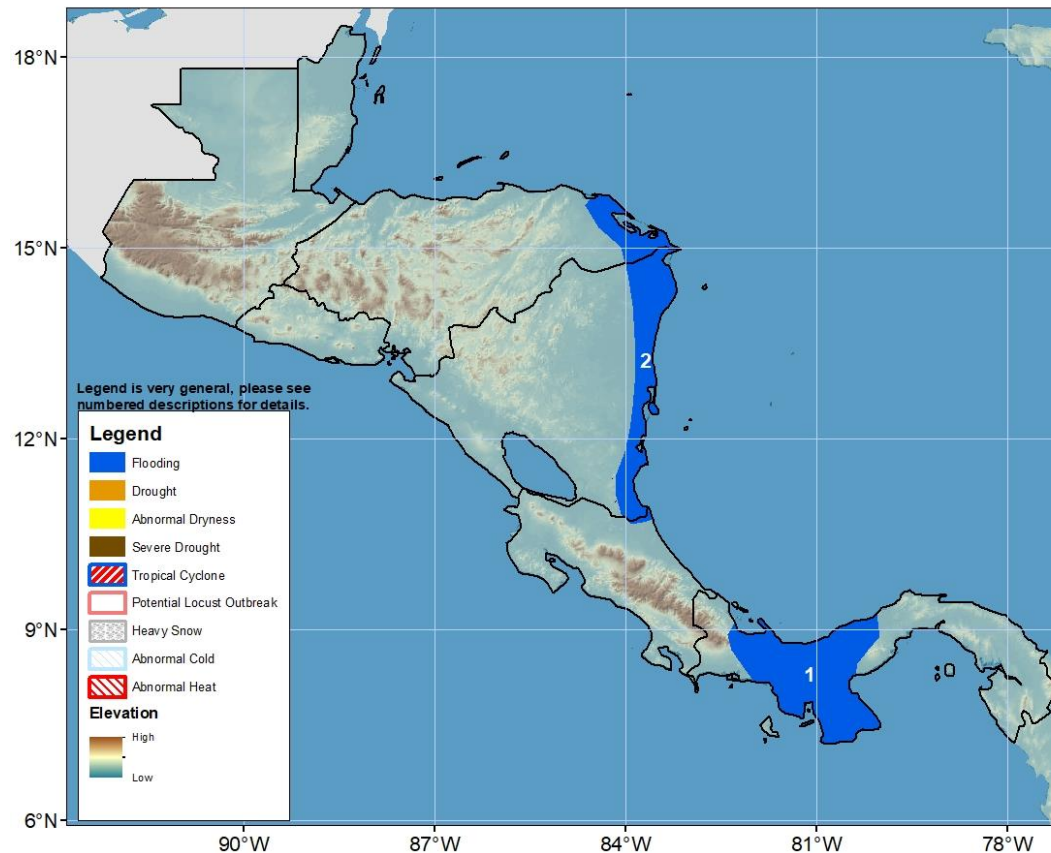 18°N
15°N
2
Legend is very general, please see
numbered descriptions for details.
12°N
Legend
Flooding
Drought
Abnormal Dryness
Severe Drought
Tropical Cyclone
Potential Locust Outbreak
Heavy Snow
Abnormal Cold
Abnormal Heat
Elevation
High
Low
9°N
1
6°N
90°W 87°W 84°W 81°W 78°W